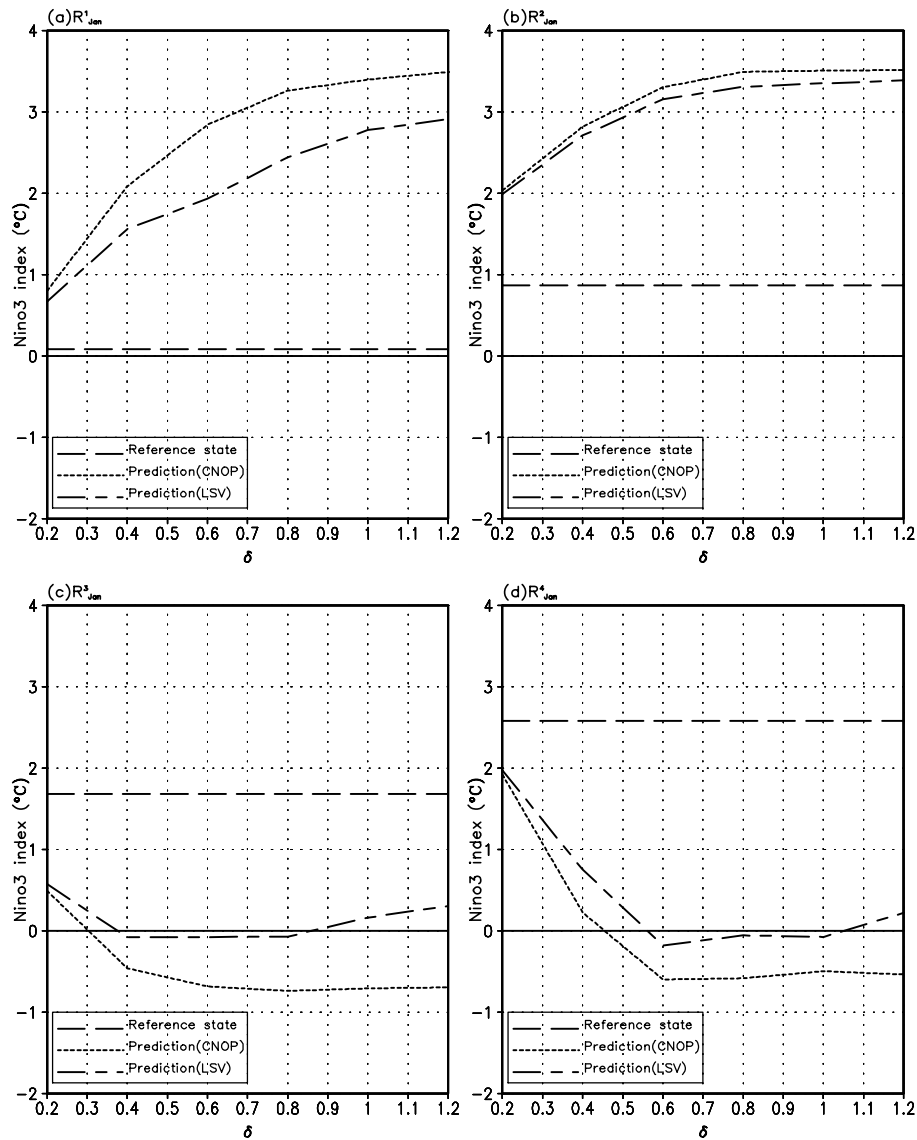 (a)R¹Jan
4
3
2
1
0
−1
−2
Nino3 index (°C)
Reference state
Prediction(CNOP)
Prediction(LSV)
0.2 0.3 0.4 0.5 0.6 0.7 0.8 0.9 1 1.1 1.2
δ
(b)R²Jan
4
3
2
1
0
−1
−2
Nino3 index (°C)
Reference state
Prediction(CNOP)
Prediction(LSV)
0.2 0.3 0.4 0.5 0.6 0.7 0.8 0.9 1 1.1 1.2
δ
(c)R³Jan
4
3
2
1
0
−1
−2
Nino3 index (°C)
Reference state
Prediction(CNOP)
Prediction(LSV)
0.2 0.3 0.4 0.5 0.6 0.7 0.8 0.9 1 1.1 1.2
δ
(d)R⁴Jan
4
3
2
1
0
−1
−2
Nino3 index (°C)
Reference state
Prediction(CNOP)
Prediction(LSV)
0.2 0.3 0.4 0.5 0.6 0.7 0.8 0.9 1 1.1 1.2
δ